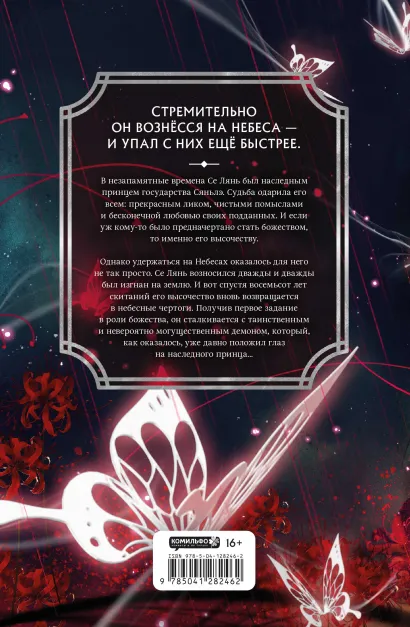 СТРЕМИТЕЛЬНО
ОН ВОЗНЁССЯ НА НЕБЕСА —
И УПАЛ С НИХ ЕЩЁ БЫСТРЕЕ.
В незапамятные времена Се Лянь был наследным
принцем государства Сяньлэ. Судьба одарила его
всем: прекрасным ликом, чистыми помыслами
и бесконечной любовью своих подданных. И если
уж кому-то было предначертано стать божеством,
то именно его высочеству.
Однако удержаться на Небесах оказалось для него
не так просто. Се Лянь возносился дважды и дважды
был изгнан на землю. И вот спустя восемьсот лет
скитаний его высочество вновь возвращается
в небесные чертоги. Получив первое задание
в роли божества, он сталкивается с таинственным
и невероятно могущественным демоном, который,
как оказалось, уже давно положил глаз
на наследного принца...
КОМИЛЬФО
16+
ISBN 978-5-04-128246-2
9 785041 282462